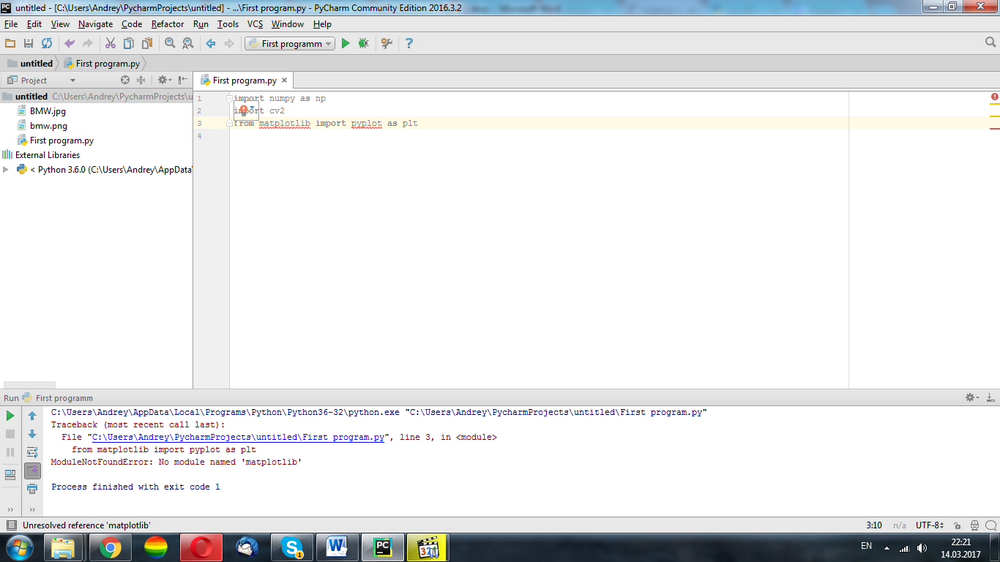 untitled - [C:\Users\Andrey\PycharmProjects\untitled] - ...\First program.py - PyCharm Community Edition 2016.3.2
File Edit View Navigate Code Refactor Run Tools VCS Window Help
First programm
untitled First program.py
Project
First program.py
untitled C:\Users\Andrey\PycharmProjects\u
BMW.jpg
bmw.png
First program.py
External Libraries
< Python 3.6.0 (C:\Users\Andrey\AppData\
1 import numpy as np
2 import cv2
3 from matplotlib import pyplot as plt
4
Run First programm
C:\Users\Andrey\AppData\Local\Programs\Python\Python36-32\python.exe "C:\Users\Andrey\PycharmProjects\untitled\First program.py"
Traceback (most recent call last):
File "C:\Users\Andrey\PycharmProjects\untitled\First program.py", line 3, in <module>
from matplotlib import pyplot as plt
ModuleNotFoundError: No module named 'matplotlib'
Process finished with exit code 1
Unresolved reference 'matplotlib'
3:10 n/a UTF-8
EN
22:21
14.03.2017